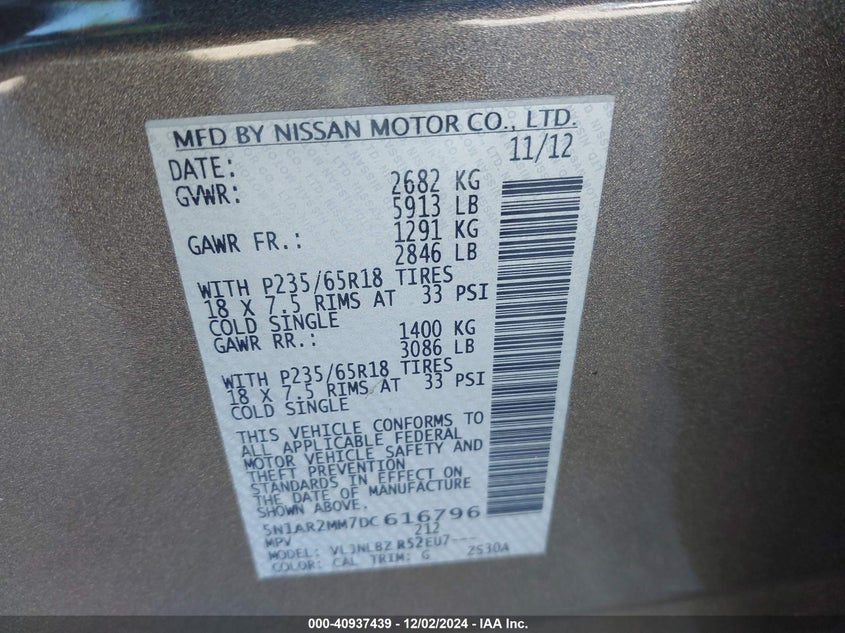 MFD BY NISSAN MOTOR CO., LTD.
DATE: 11/12
GVWR: 2682 KG
5913 LB
GAWR FR.: 1291 KG
2846 LB
WITH P235/65R18 TIRES
18 X 7.5 RIMS AT 33 PSI
COLD SINGLE
GAWR RR.: 1400 KG
3086 LB
WITH P235/65R18 TIRES
18 X 7.5 RIMS AT 33 PSI
COLD SINGLE
THIS VEHICLE CONFORMS TO
ALL APPLICABLE FEDERAL
MOTOR VEHICLE SAFETY AND
THEFT PREVENTION
STANDARDS IN EFFECT ON
THE DATE OF MANUFACTURE
SHOWN ABOVE.
5N1AR2MM7DC616796
MPV 212
MODEL: R52EU7---
COLOR: CAL TRIM: G 2S30A
000-40937439 - 12/02/2024 - IAA Inc.